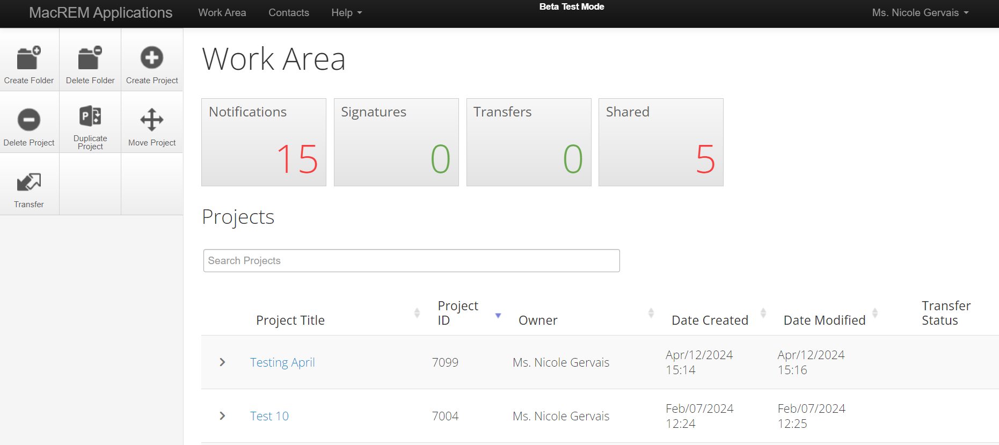 MacREM Applications
Work Area
Contacts
Help
Beta Test Mode
Ms. Nicole Gervais
Create Folder
Delete Folder
Create Project
Delete Project
Duplicate
Project
Move Project
Transfer
Work Area
Notifications
15
Signatures
0
Transfers
0
Shared
5
Projects
Search Projects
Project Title
Project
ID
Owner
Date Created
Date Modified
Transfer
Status
Testing April
7099
Ms. Nicole Gervais
Apr/12/2024
15:14
Apr/12/2024
15:16
Test 10
7004
Ms. Nicole Gervais
Feb/07/2024
12:24
Feb/07/2024
12:25